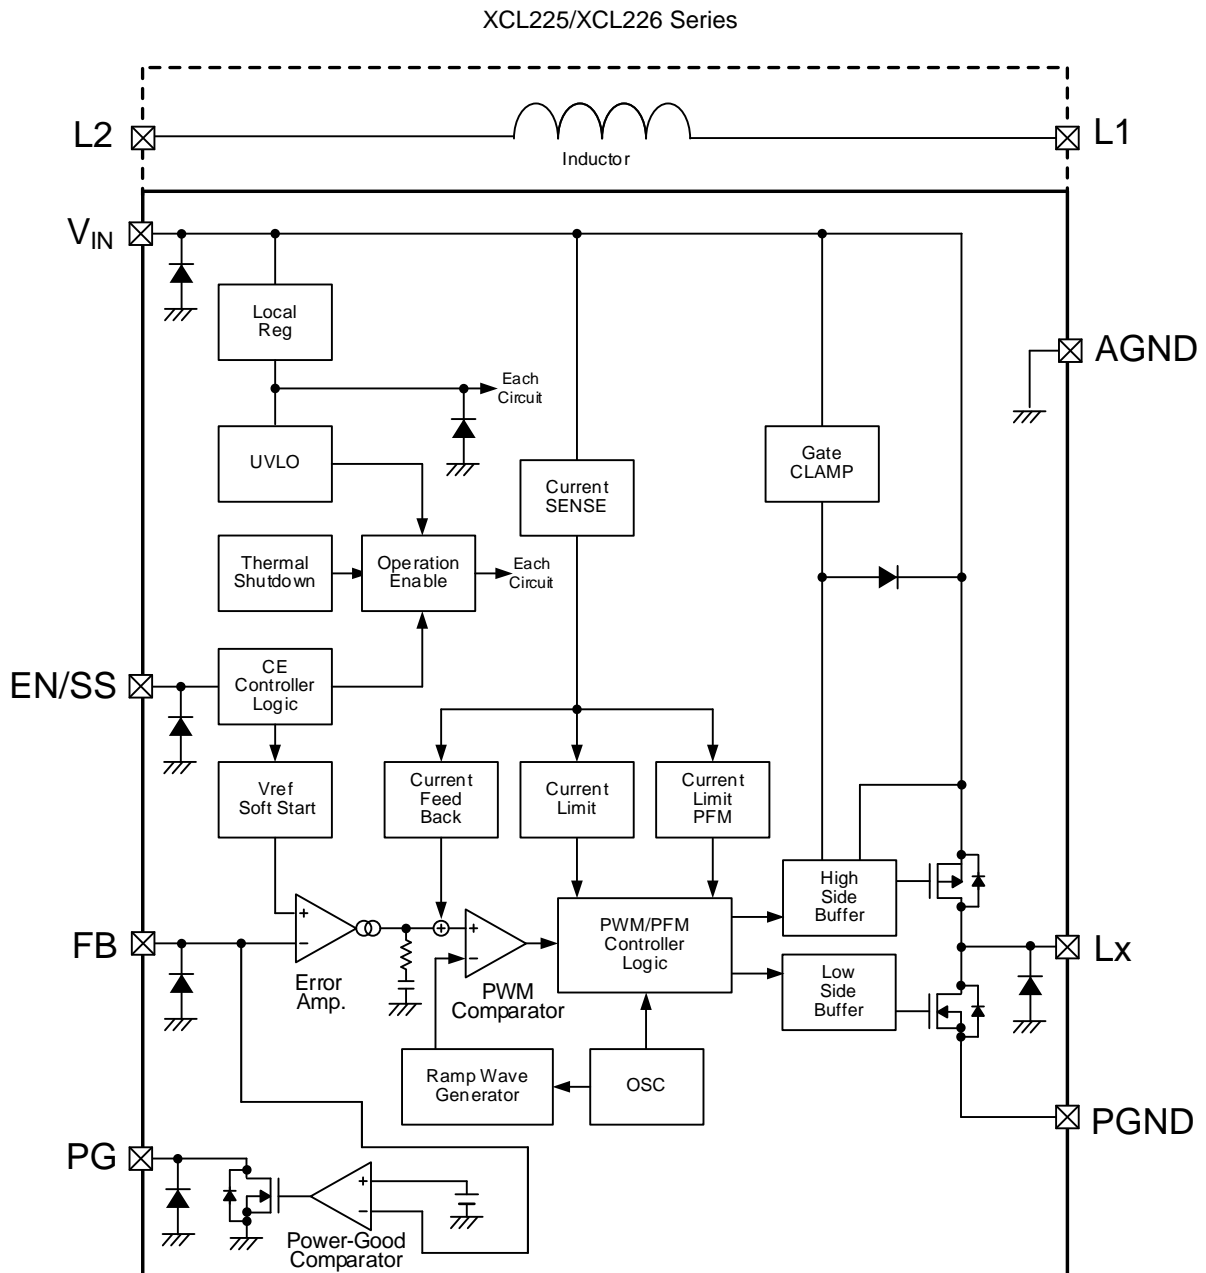 XCL225/XCL226 Series
L2
L1
Inductor
VIN
Local
Reg
AGND
Each
Circuit
UVLO
Gate
CLAMP
Current
SENSE
Thermal
Shutdown
Operation
Enable
Each
Circuit
EN/SS
CE
Controller
Logic
Vref
Soft Start
Current
Feed
Back
Current
Limit
Current
Limit
PFM
High
Side
Buffer
+
−
+
+
−
PWM/PFM
Controller
Logic
FB
Lx
Error
Amp.
PWM
Comparator
Low
Side
Buffer
Ramp Wave
Generator
OSC
PGND
PG
+
−
Power-Good
Comparator